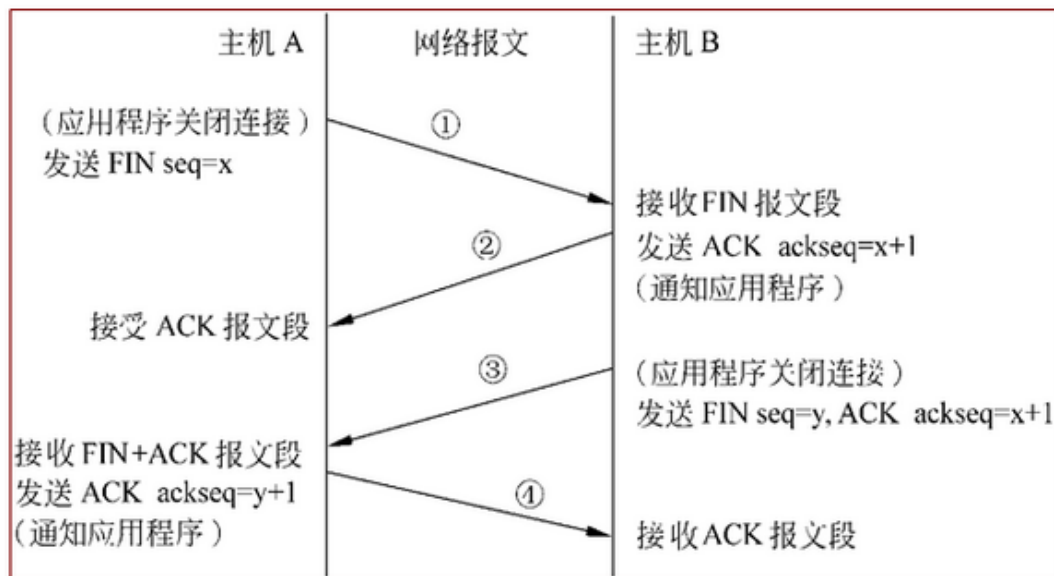 主机 A
网络报文
主机 B
(应用程序关闭连接)
发送 FIN seq=x
①
接收FIN 报文段
发送 ACK ackseq=x+1
(通知应用程序)
②
接受 ACK 报文段
③
(应用程序关闭连接)
发送 FIN seq=y, ACK ackseq=x+1
接收 FIN+ACK 报文段
发送 ACK ackseq=y+1
(通知应用程序)
④
接收 ACK 报文段